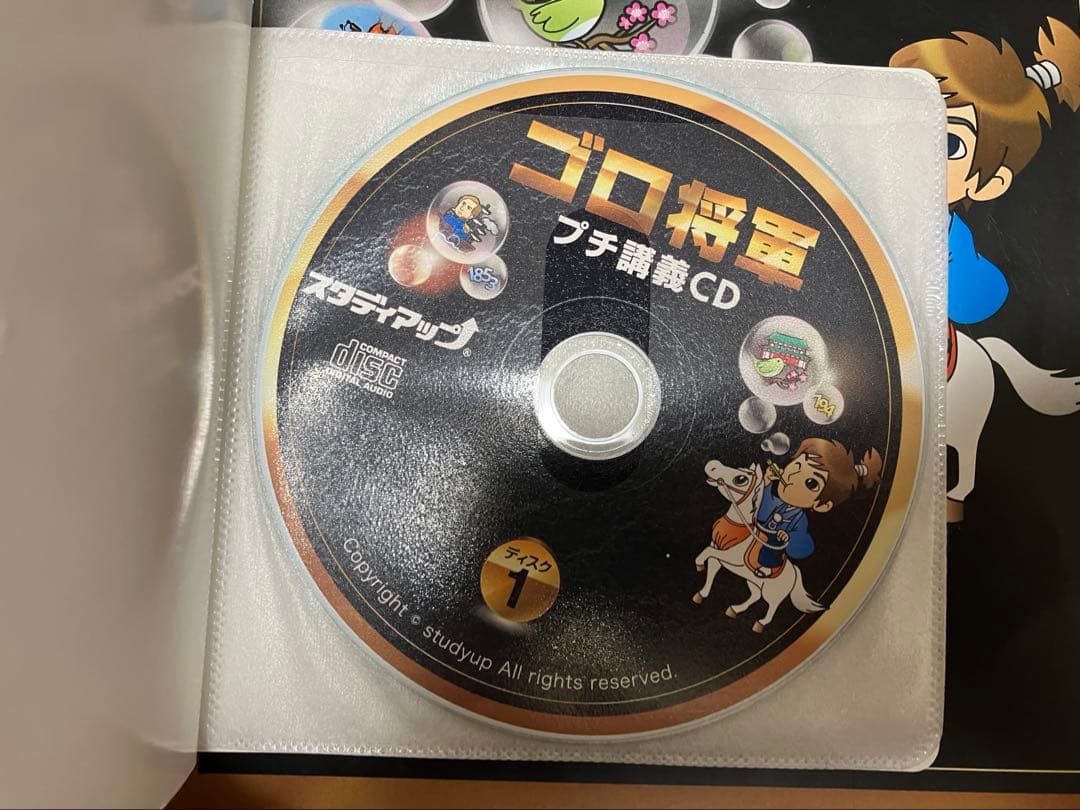 ゴロ将軍
プチ講義CD
1853
スタディアップ®
COMPACT
disc
DIGITAL AUDIO
794
ディスク
1
Copyright © studyup All rights reserved.